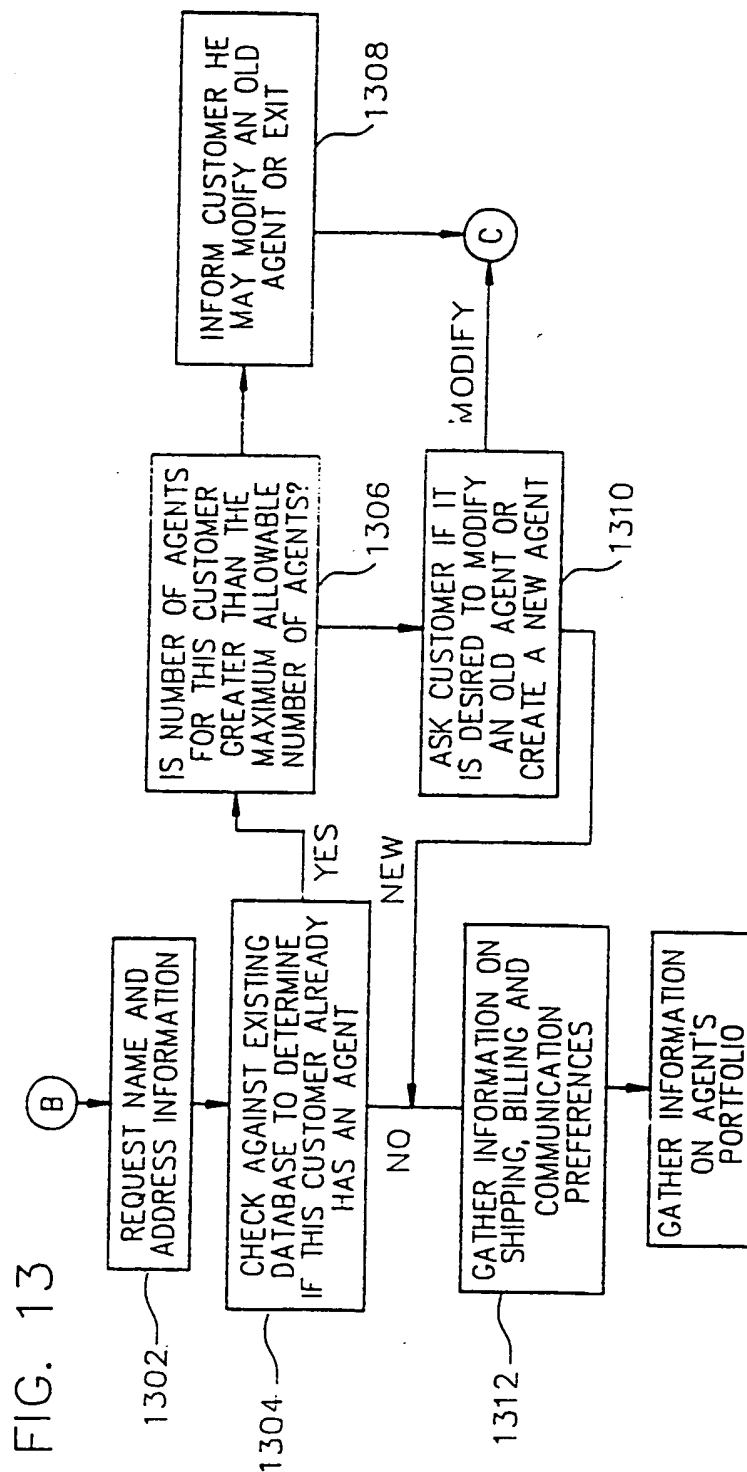 FIG. 13
B
REQUEST NAME AND
ADDRESS INFORMATION
1302
CHECK AGAINST EXISTING
DATABASE TO DETERMINE
IF THIS CUSTOMER ALREADY
HAS AN AGENT
1304
YES
NO
IS NUMBER OF AGENTS
FOR THIS CUSTOMER
GREATER THAN THE
MAXIMUM ALLOWABLE
NUMBER OF AGENTS?
1306
INFORM CUSTOMER HE
MAY MODIFY AN OLD
AGENT OR EXIT
1308
ASK CUSTOMER IF IT
IS DESIRED TO MODIFY
AN OLD AGENT OR
CREATE A NEW AGENT
1310
MODIFY
C
NEW
GATHER INFORMATION ON
SHIPPING, BILLING AND
COMMUNICATION
PREFERENCES
1312
GATHER INFORMATION
ON AGENT'S
PORTFOLIO